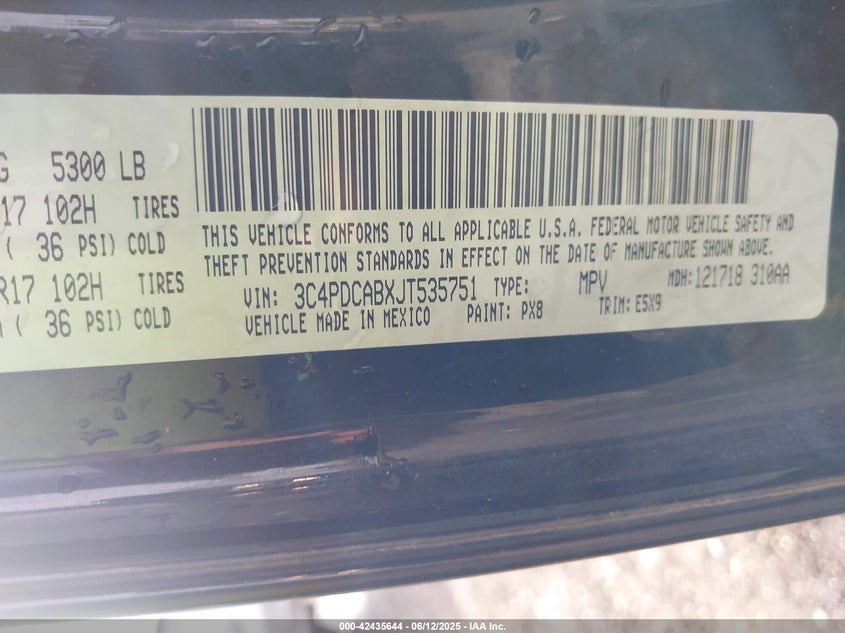 G 5300 LB
17 102H TIRES
( 36 PSI) COLD
R17 102H TIRES
( 36 PSI) COLD
THIS VEHICLE CONFORMS TO ALL APPLICABLE U.S.A. FEDERAL MOTOR VEHICLE SAFETY AND
THEFT PREVENTION STANDARDS IN EFFECT ON THE DATE OF MANUFACTURE SHOWN ABOVE.
VIN: 3C4PDCABXJT535751 TYPE: MPV MDH: 121718 310AA
VEHICLE MADE IN MEXICO PAINT: PX8 TRIM: E5X9
000-42435644 / 06/12/2025 - IAA Inc.